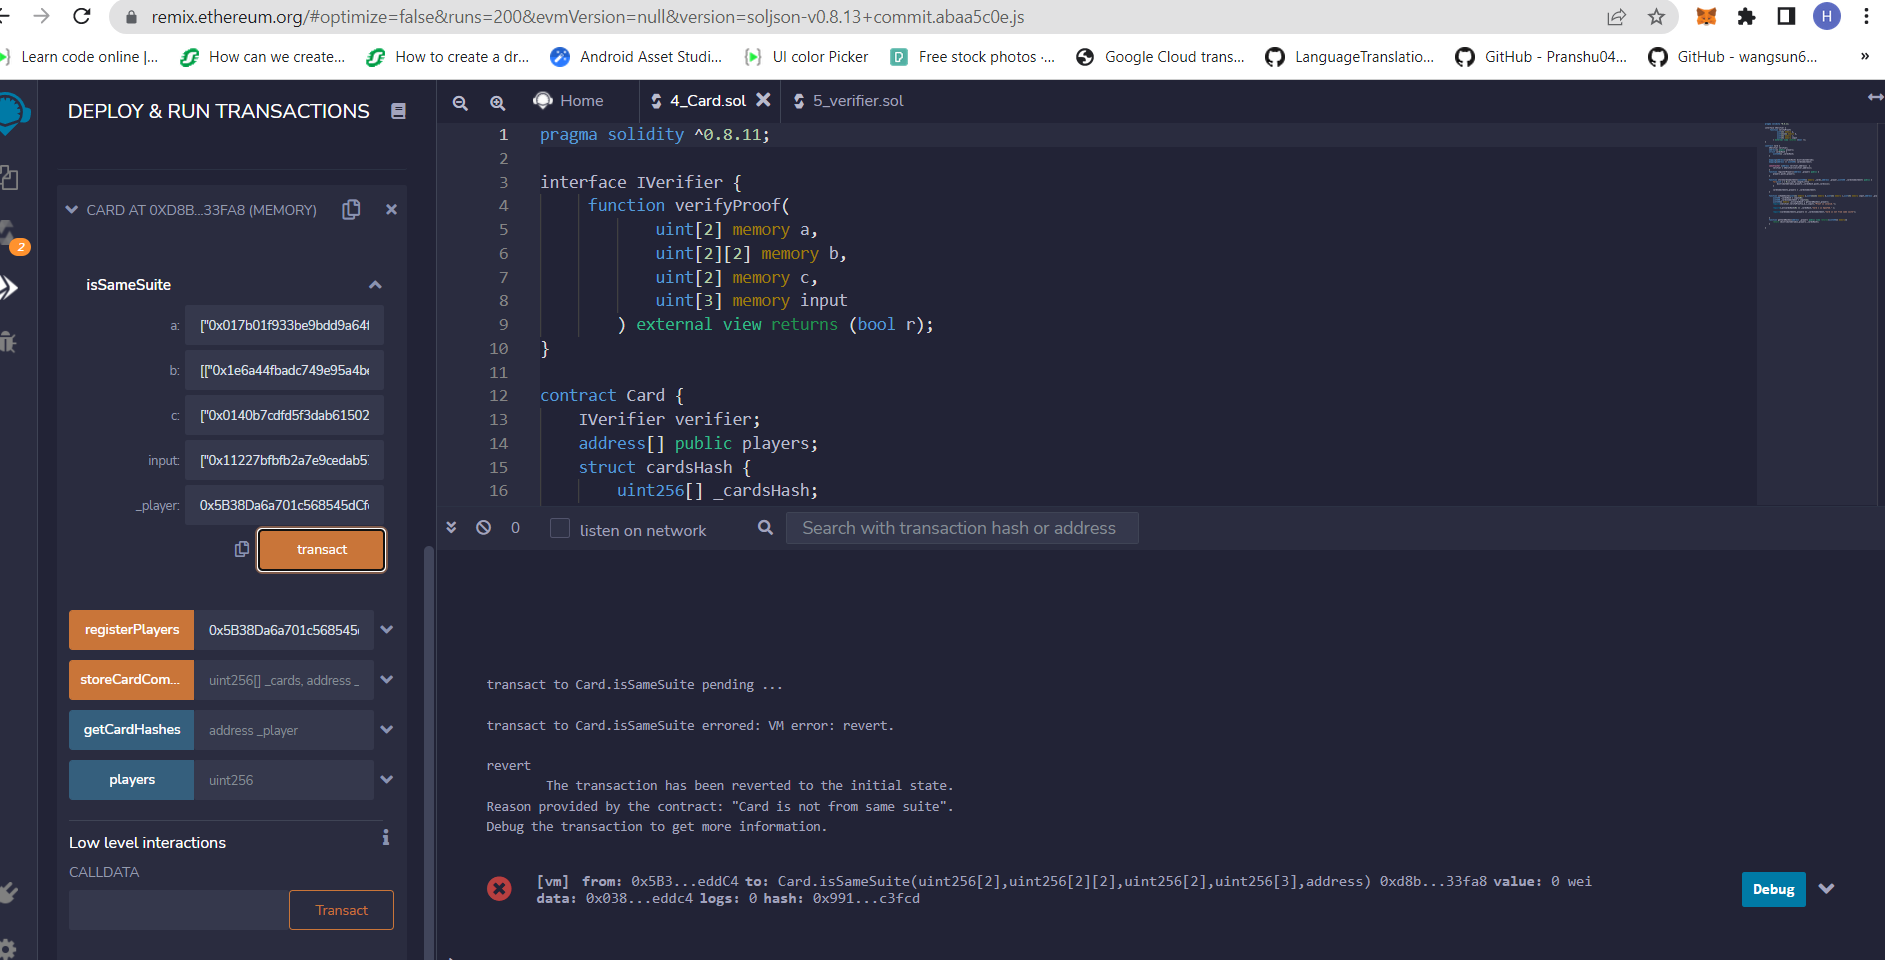 remix.ethereum.org/#optimize=false&runs=200&evmVersion=null&version=soljson-v0.8.13+commit.abaa5c0e.js
H
Learn code online |...
How can we create...
How to create a dr...
Android Asset Studi...
UI color Picker
Free stock photos ·...
Google Cloud trans...
LanguageTranslatio...
GitHub - Pranshu04...
GitHub - wangsun6...
»
DEPLOY & RUN TRANSACTIONS
2
CARD AT 0XD8B...33FA8 (MEMORY)
isSameSuite
a: ["0x017b01f933be9bdd9a64f
b: [["0x1e6a44fbadc749e95a4be
c: ["0x0140b7cdfd5f3dab61502
input: ["0x11227bfbfb2a7e9cedab57
_player: 0x5B38Da6a701c568545dCf
transact
registerPlayers 0x5B38Da6a701c568545
storeCardCom... uint256[] _cards, address _
getCardHashes address _player
players uint256
Low level interactions
CALLDATA
Transact
Home
4_Card.sol
5_verifier.sol
1 pragma solidity ^0.8.11;
2
3 interface IVerifier {
4 function verifyProof(
5 uint[2] memory a,
6 uint[2][2] memory b,
7 uint[2] memory c,
8 uint[3] memory input
9 ) external view returns (bool r);
10 }
11
12 contract Card {
13 IVerifier verifier;
14 address[] public players;
15 struct cardsHash {
16 uint256[] _cardsHash;
0 listen on network Search with transaction hash or address
transact to Card.isSameSuite pending ...
transact to Card.isSameSuite errored: VM error: revert.
revert
The transaction has been reverted to the initial state.
Reason provided by the contract: "Card is not from same suite".
Debug the transaction to get more information.
[vm] from: 0x5B3...eddC4 to: Card.isSameSuite(uint256[2],uint256[2][2],uint256[2],uint256[3],address) 0xd8b...33fa8 value: 0 wei
data: 0x038...eddc4 logs: 0 hash: 0x991...c3fcd
Debug